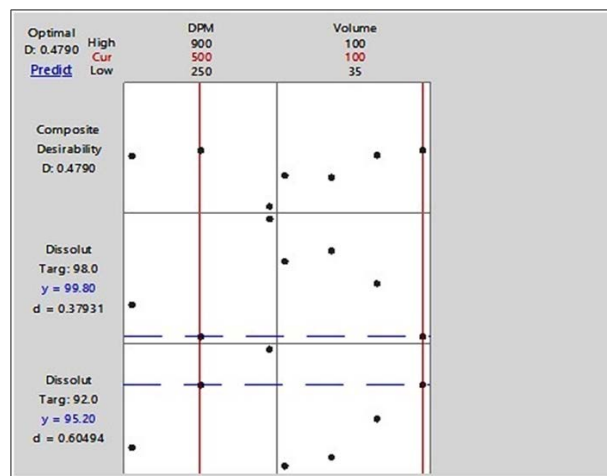 Optimal
D: 0.4790
Predict
High
Cur
Low
DPM
900
500
250
Volume
100
100
35
Composite
Desirability
D: 0.4790
Dissolut
Targ: 98.0
y = 99.80
d = 0.37931
Dissolut
Targ: 92.0
y = 95.20
d = 0.60494